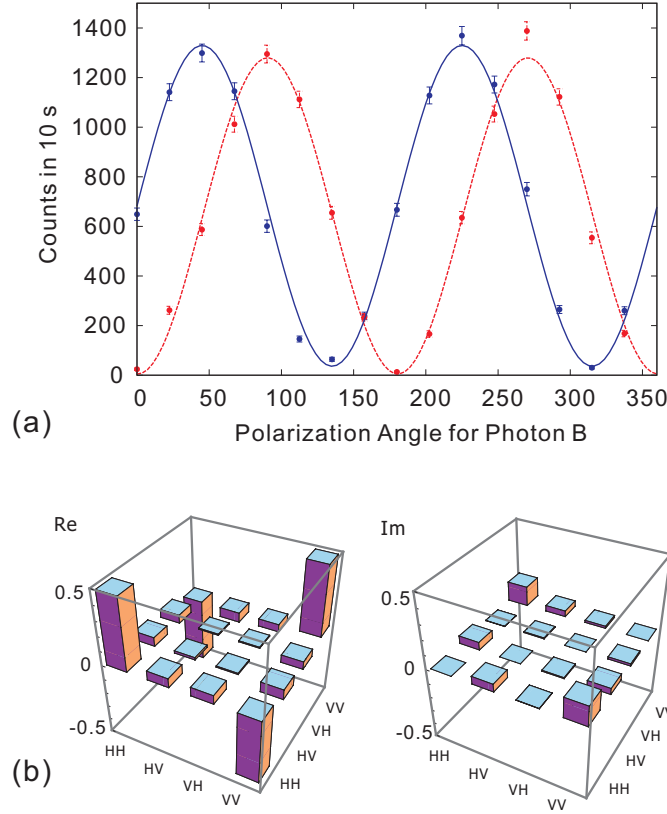 1400
1200
1000
800
600
400
200
0
Counts in 10 s
0 50 100 150 200 250 300 350
Polarization Angle for Photon B
(a)
Re
0.5
0
-0.5
HH HV VH VV
HH HV VH VV
Im
0.5
0
-0.5
HH HV VH VV
HH HV VH VV
(b)